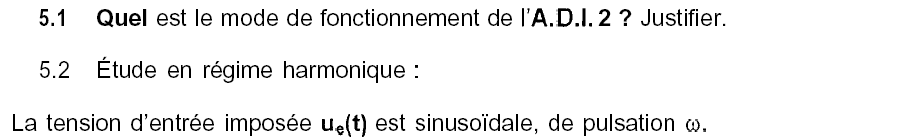 5.1 Quel est le mode de fonctionnement de l'A.D.I. 2 ? Justifier.
5.2 Étude en régime harmonique :
La tension d'entrée imposée uₑ(t) est sinusoïdale, de pulsation ω.